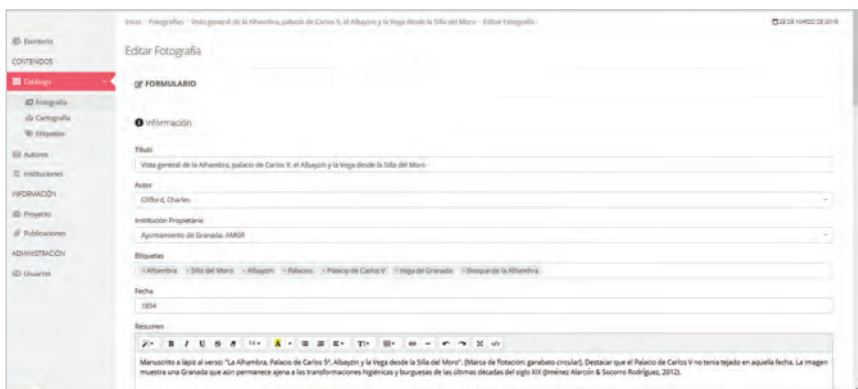 Inicio - Fotografías - Vista general de la Alhambra, palacio de Carlos V, el Albayzín y la Vega desde la Silla del Moro - Editar Fotografía
28 DE MARZO DE 2018
Escritorio
CONTENIDOS
Catálogo
Fotografía
Cartografía
Etiquetas
Autores
Instituciones
INFORMACIÓN
Proyecto
Publicaciones
ADMINISTRACIÓN
Usuarios
Editar Fotografía
FORMULARIO
Información
Título
Vista general de la Alhambra, palacio de Carlos V, el Albayzín y la Vega desde la Silla del Moro
Autor
Clifford, Charles
Institución Propietaria
Ayuntamiento de Granada. AMGR
Etiquetas
×Alhambra ×Silla del Moro ×Albayzín ×Palacios ×Palacio de Carlos V ×Vega de Granada ×Bosque de la Alhambra
Fecha
1854
Resumen
B I U S 14 A T
Manuscrito a lápiz al verso: "La Alhambra, Palacio de Carlos 5º, Albayzín y la Vega desde la Silla del Moro". [Marca de flotación: garabato circular]. Destacar que el Palacio de Carlos V no tenía tejado en aquella fecha. La imagen
muestra una Granada que aún permanece ajena a las transformaciones higiénicas y burguesas de las últimas décadas del siglo XIX (Jiménez Alarcón & Socorro Rodríguez, 2012).